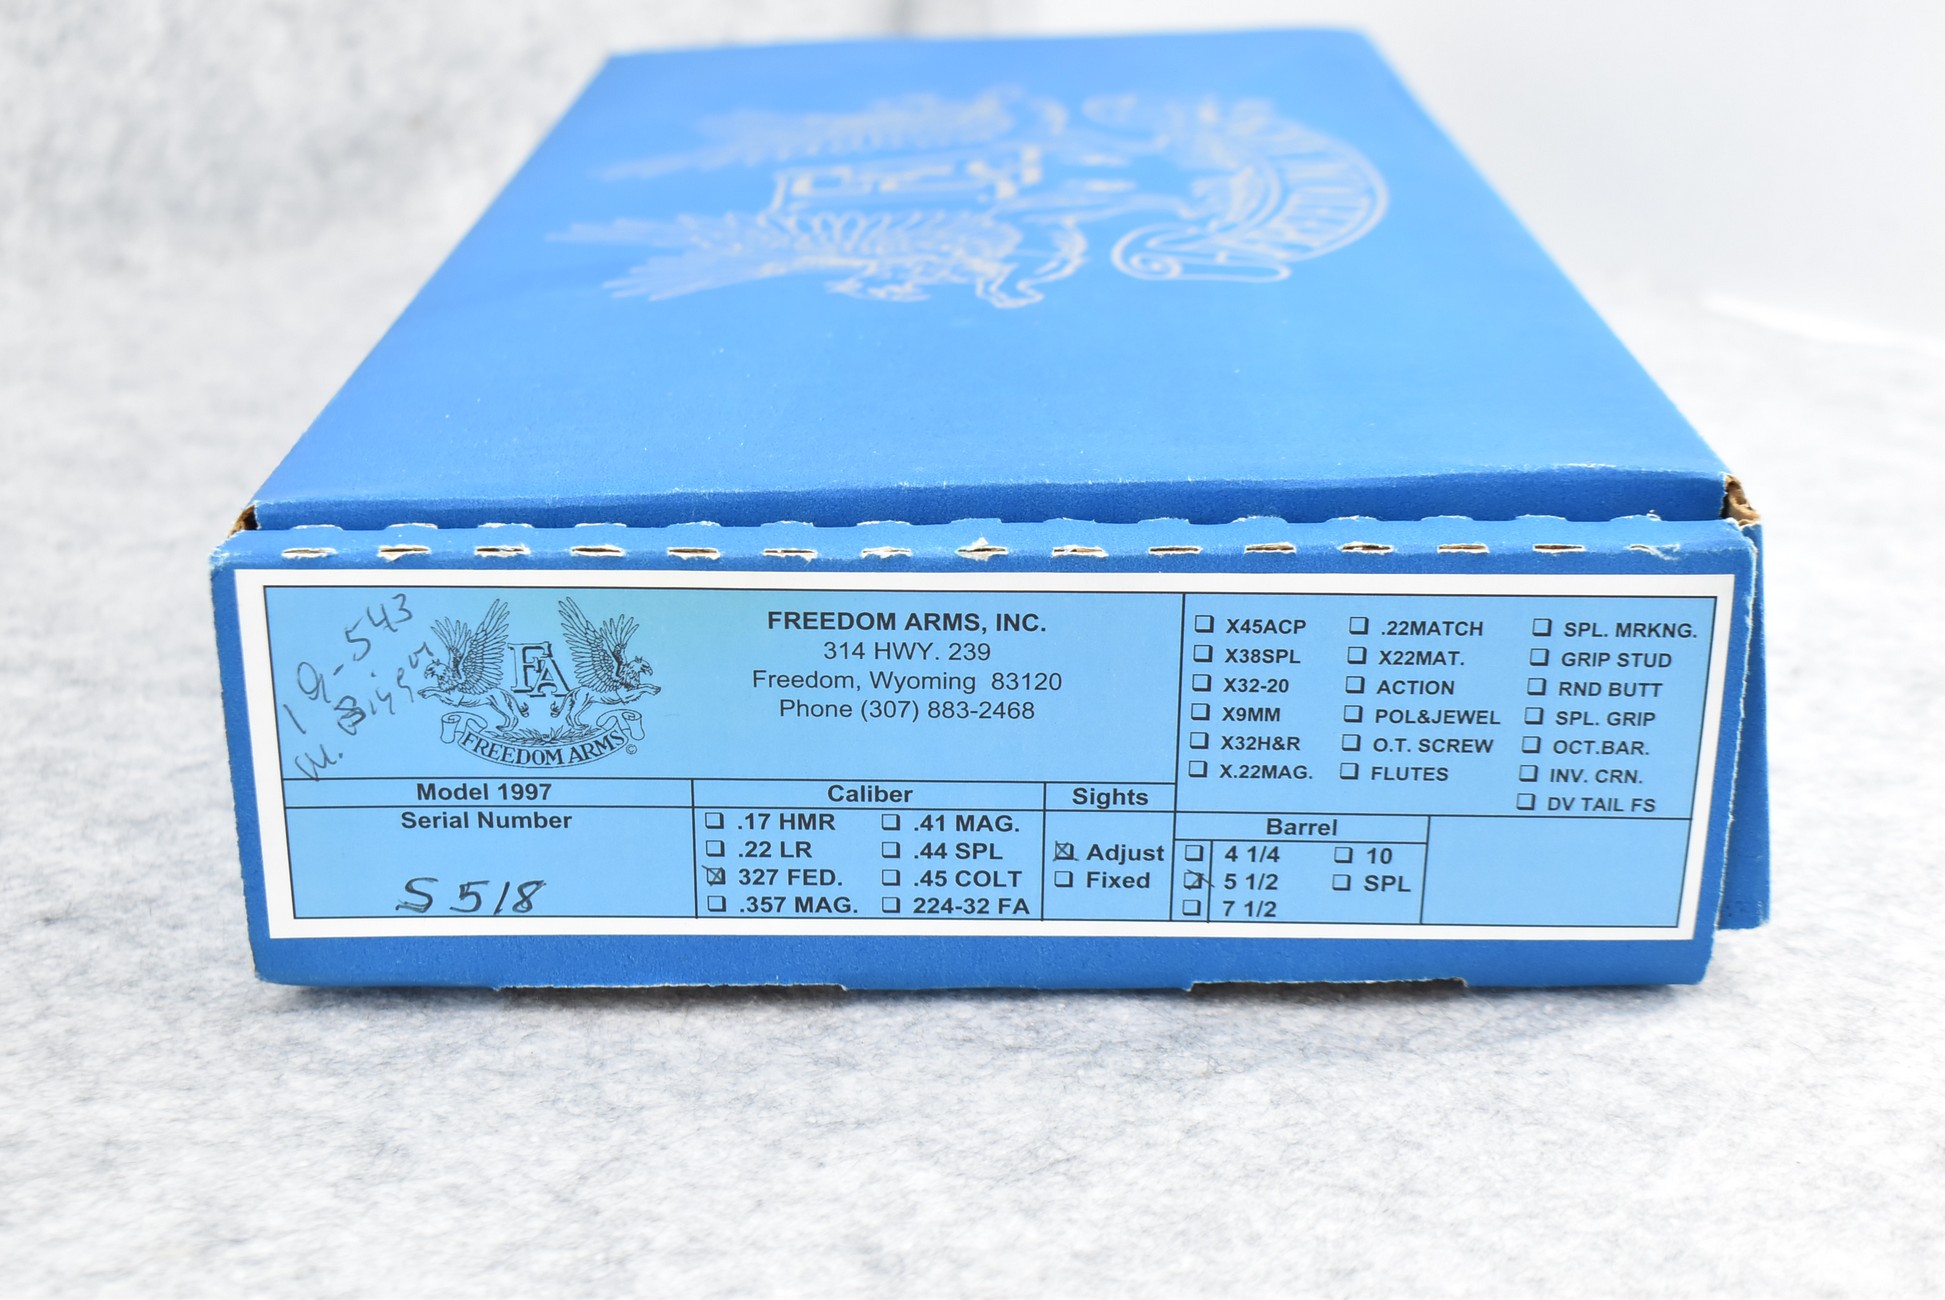 19-543
FA
FREEDOM ARMS
©
FREEDOM ARMS, INC.
314 HWY. 239
Freedom, Wyoming 83120
Phone (307) 883-2468
☐ X45ACP ☐ .22MATCH ☐ SPL. MRKNG.
☐ X38SPL ☐ X22MAT. ☐ GRIP STUD
☐ X32-20 ☐ ACTION ☐ RND BUTT
☐ X9MM ☐ POL&JEWEL ☐ SPL. GRIP
☐ X32H&R ☐ O.T. SCREW ☐ OCT.BAR.
☐ X.22MAG. ☐ FLUTES ☐ INV. CRN.
☐ DV TAIL FS
Model 1997
Serial Number
S518
Caliber
☐ .17 HMR ☐ .41 MAG.
☐ .22 LR ☐ .44 SPL
☒ 327 FED. ☐ .45 COLT
☐ .357 MAG. ☐ 224-32 FA
Sights
☒ Adjust
☐ Fixed
Barrel
☐ 4 1/4 ☐ 10
☒ 5 1/2 ☐ SPL
☐ 7 1/2